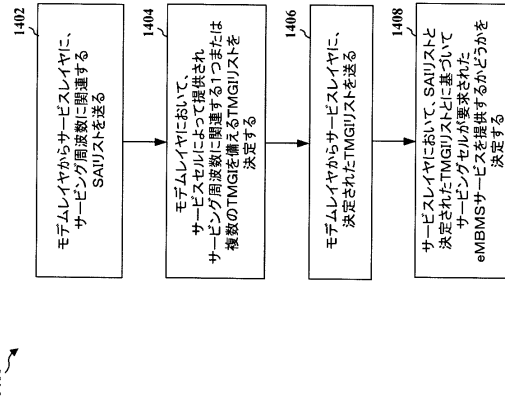 1402
モデムレイヤからサービスレイヤに、
サービング周波数に関連する
SAIリストを送る
1404
モデムレイヤにおいて、
サービスセルによって提供され
サービング周波数に関連する1つまたは
複数のTMGIを備えるTMGIリストを
決定する
1406
モデムレイヤからサービスレイヤに、
決定されたTMGIリストを送る
1408
サービスレイヤにおいて、SAIリストと
決定されたTMGIリストとに基づいて
サービングセルが要求された
eMBMSサービスを提供するかどうかを
決定する